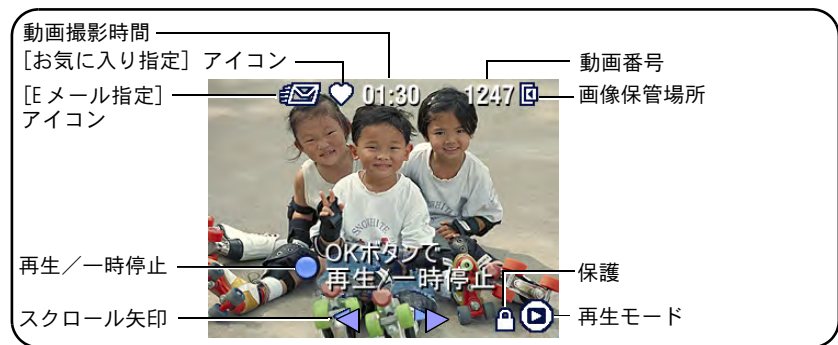 動画撮影時間
[お気に入り指定] アイコン
[Eメール指定]
アイコン
再生／一時停止
スクロール矢印
動画番号
画像保管場所
保護
再生モード
01:30
1247
OKボタンで
再生／一時停止